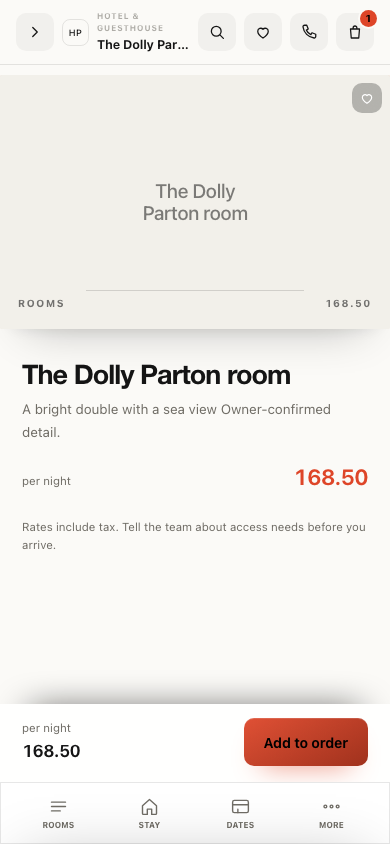 HP
HOTEL &
GUESTHOUSE
The Dolly Par...
1
The Dolly
Parton room
ROOMS
168.50
The Dolly Parton room
A bright double with a sea view Owner-confirmed
detail.
per night
168.50
Rates include tax. Tell the team about access needs before you
arrive.
per night
168.50
Add to order
ROOMS
STAY
DATES
MORE